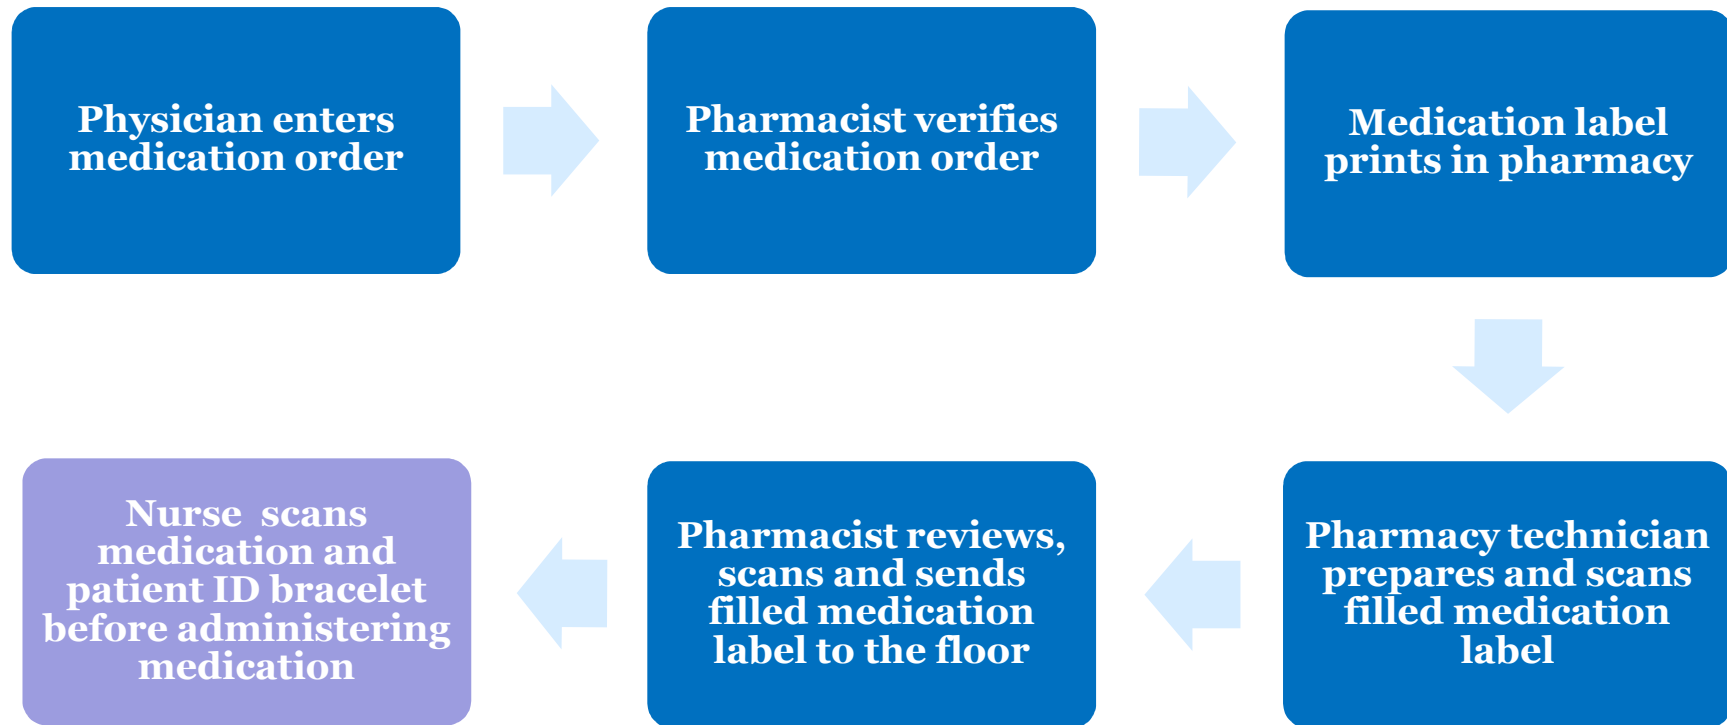 Physician enters
medication order
Pharmacist verifies
medication order
Medication label
prints in pharmacy
Pharmacy technician
prepares and scans
filled medication
label
Pharmacist reviews,
scans and sends
filled medication
label to the floor
Nurse  scans
medication and
patient ID bracelet
before administering
medication